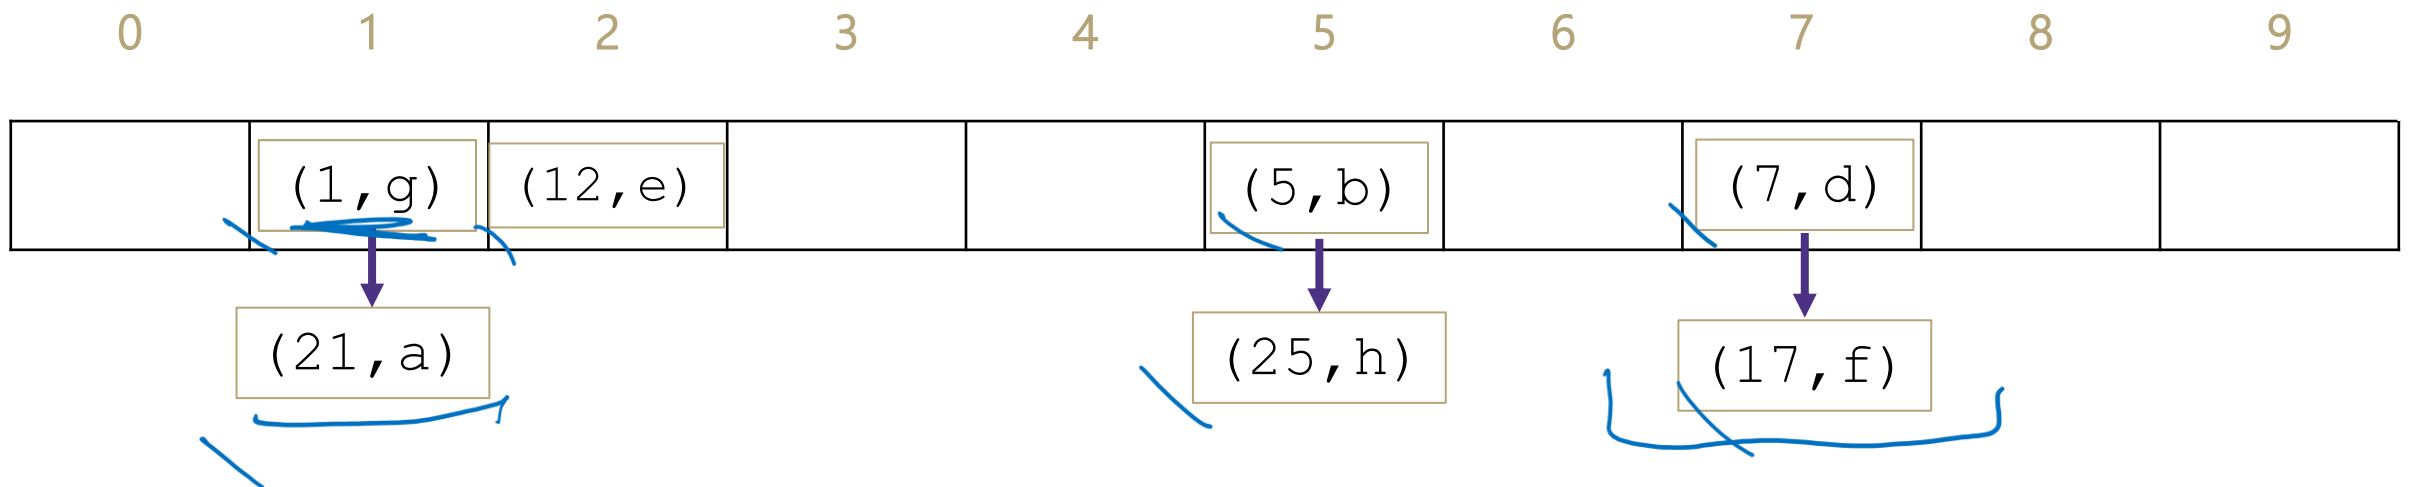 0 1 2 3 4 5 6 7 8 9
(1,g) (12,e) (5,b) (7,d)
(21,a) (25,h) (17,f)